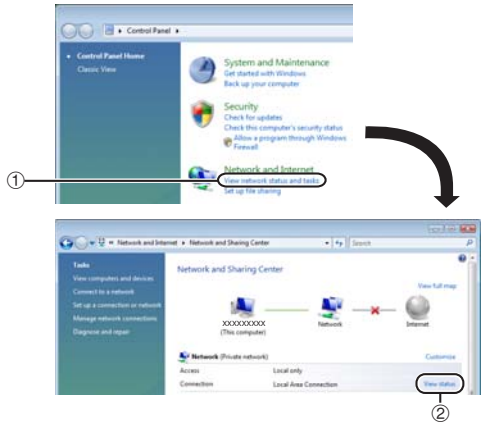 Control Panel
Control Panel Home
Classic View
System and Maintenance
Get started with Windows
Back up your computer
Security
Check for updates
Check this computer's security status
Allow a program through Windows Firewall
Network and Internet
① View network status and tasks
Set up file sharing
Network and Internet ▸ Network and Sharing Center
Search
Tasks
View computers and devices
Connect to a network
Set up a connection or network
Manage network connections
Diagnose and repair
Network and Sharing Center
View full map
XXXXXXXXXX
(This computer)
Network
Internet
Network (Private network)
Customize
Access
Local only
Connection
Local Area Connection
View status
②